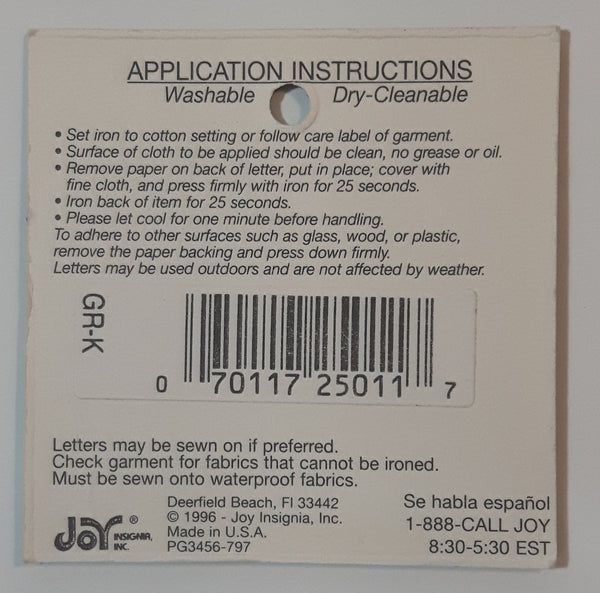 APPLICATION INSTRUCTIONS
Washable Dry-Cleanable
• Set iron to cotton setting or follow care label of garment.
• Surface of cloth to be applied should be clean, no grease or oil.
• Remove paper on back of letter, put in place; cover with
fine cloth, and press firmly with iron for 25 seconds.
• Iron back of item for 25 seconds.
• Please let cool for one minute before handling.
To adhere to other surfaces such as glass, wood, or plastic,
remove the paper backing and press down firmly.
Letters may be used outdoors and are not affected by weather.
GR-K
0 70117 25011 7
Letters may be sewn on if preferred.
Check garment for fabrics that cannot be ironed.
Must be sewn onto waterproof fabrics.
JOY® INSIGNIA, INC.
Deerfield Beach, Fl 33442
© 1996 - Joy Insignia, Inc.
Made in U.S.A.
PG3456-797
Se habla español
1-888-CALL JOY
8:30-5:30 EST